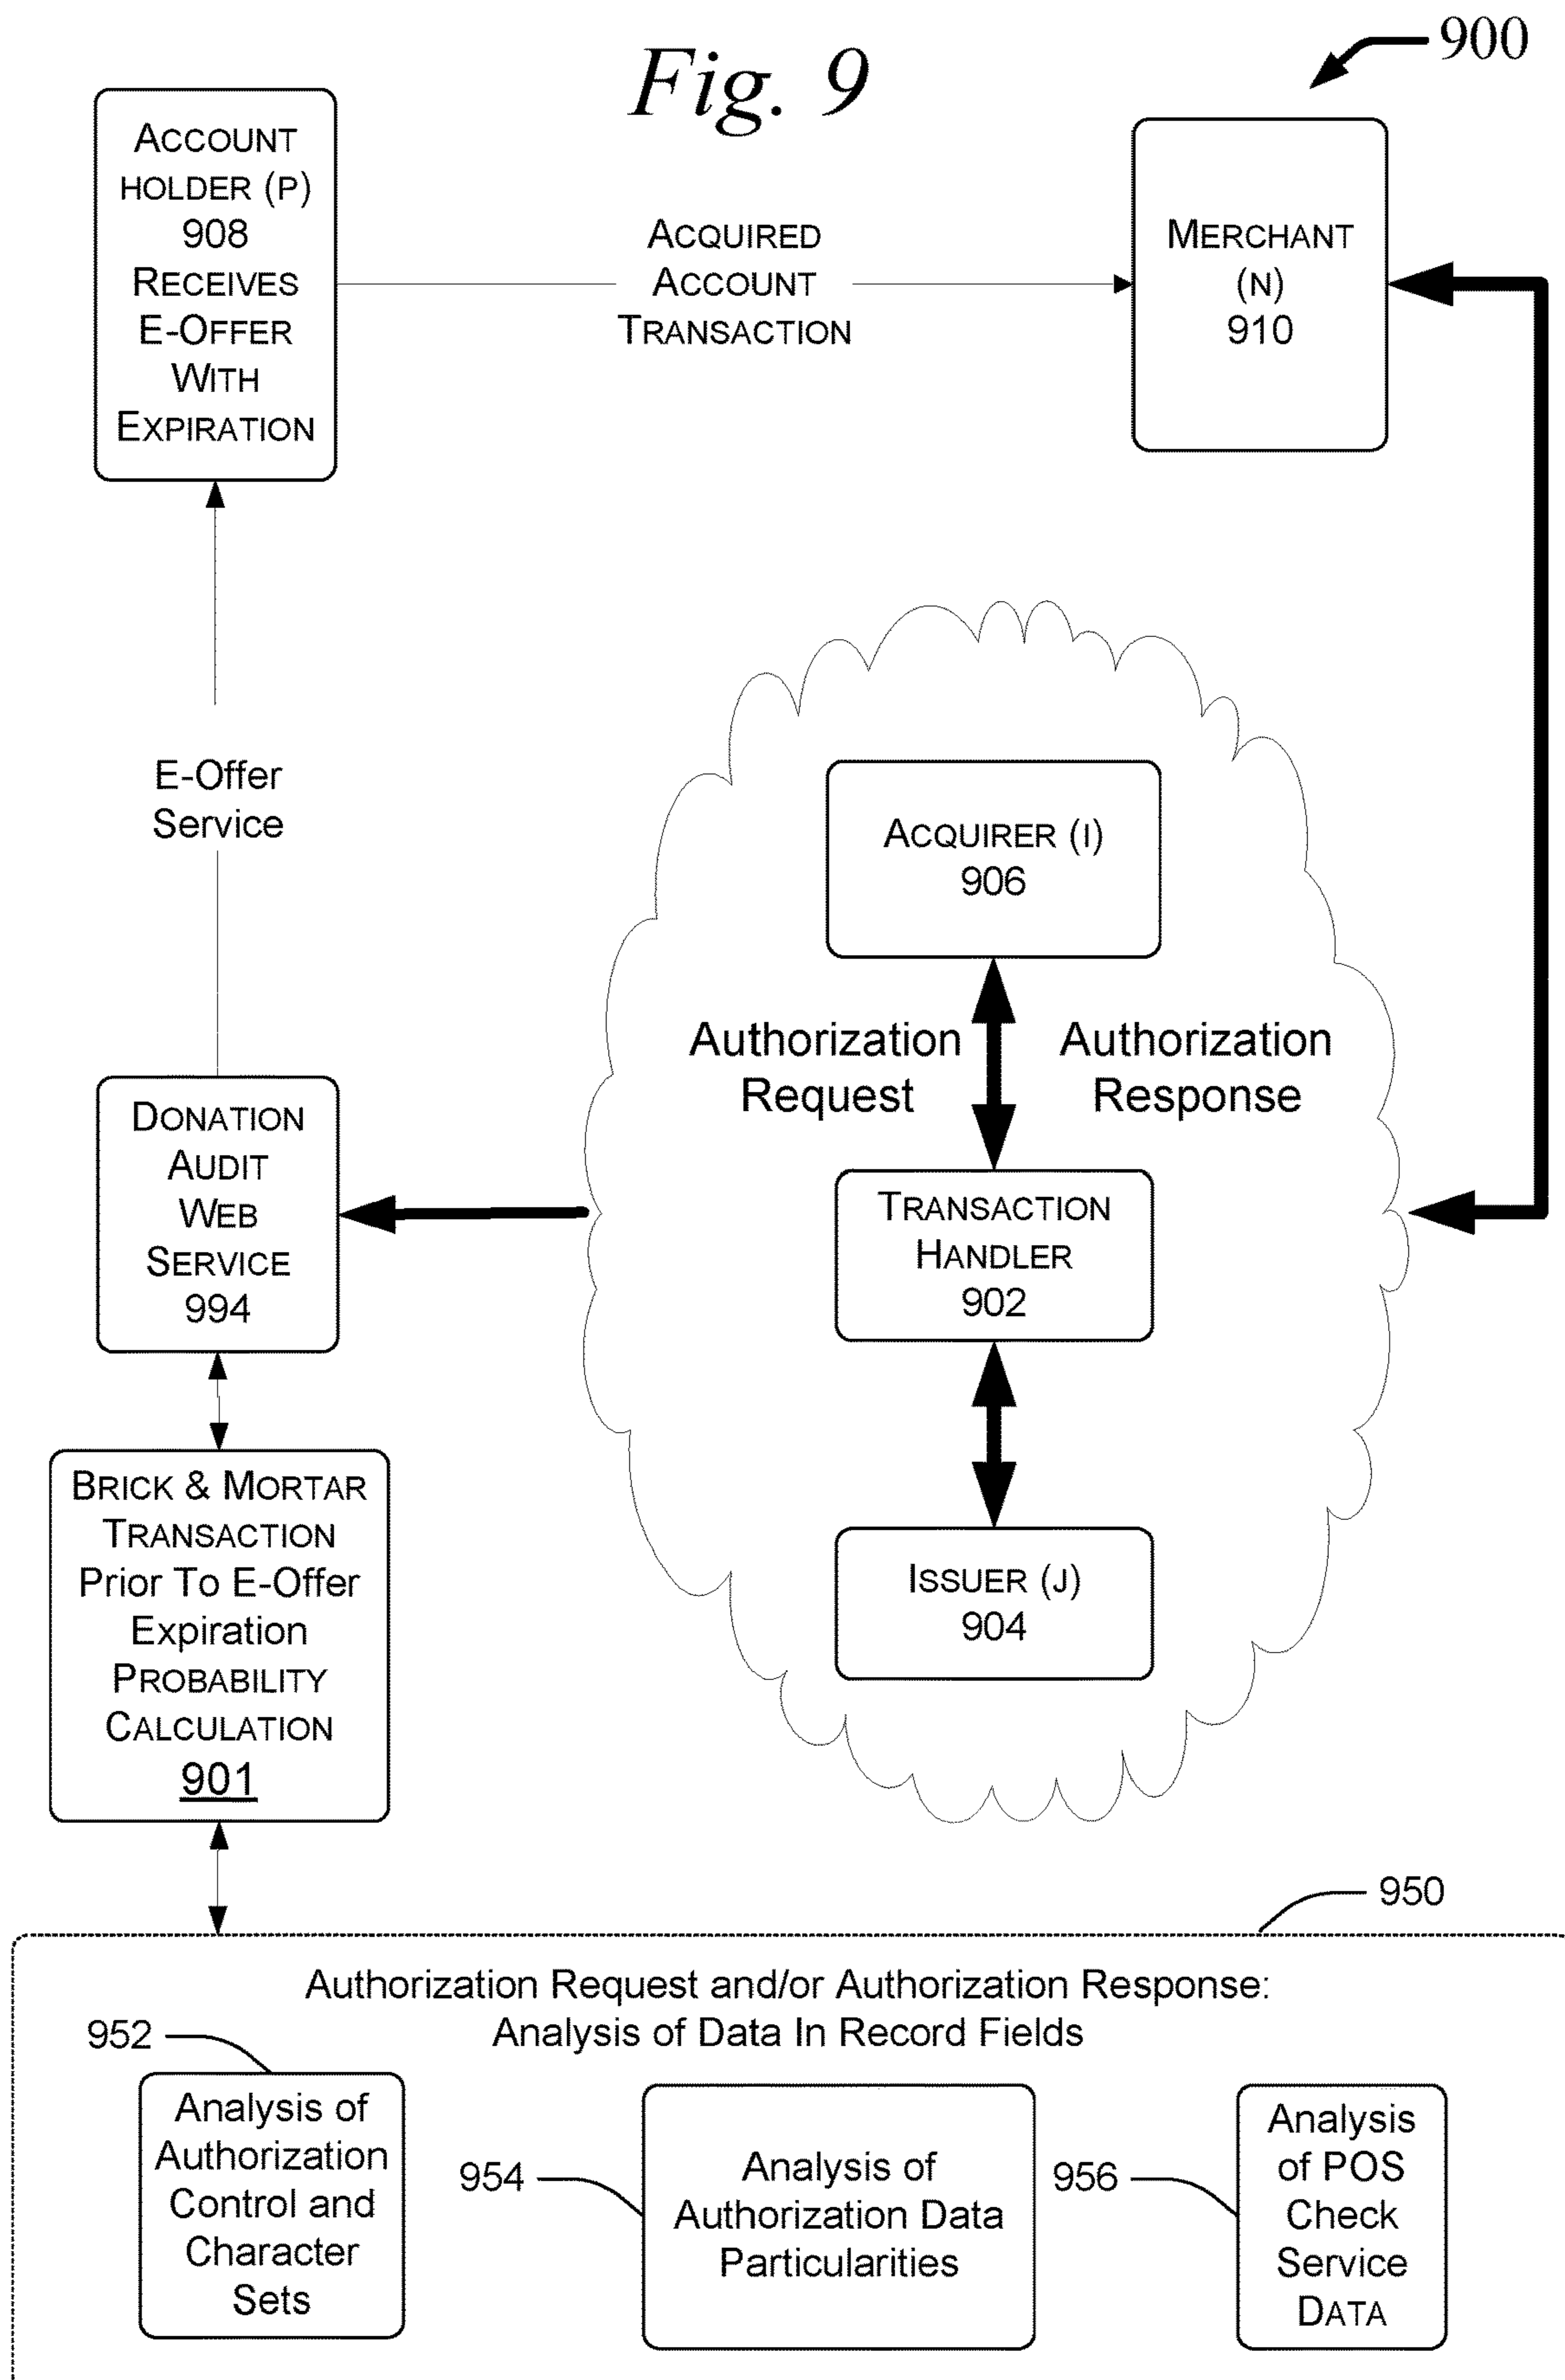 Fig. 9
900
ACCOUNT
HOLDER (P)
908
RECEIVES
E-OFFER
WITH
EXPIRATION
ACQUIRED
ACCOUNT
TRANSACTION
MERCHANT
(N)
910
E-Offer
Service
ACQUIRER (I)
906
Authorization
Request
Authorization
Response
DONATION
AUDIT
WEB
SERVICE
994
TRANSACTION
HANDLER
902
BRICK & MORTAR
TRANSACTION
Prior To E-Offer
Expiration
PROBABILITY
CALCULATION
901
ISSUER (J)
904
950
Authorization Request and/or Authorization Response:
Analysis of Data In Record Fields
952
Analysis of
Authorization
Control and
Character
Sets
954
Analysis of
Authorization Data
Particularities
956
Analysis
of POS
Check
Service
DATA